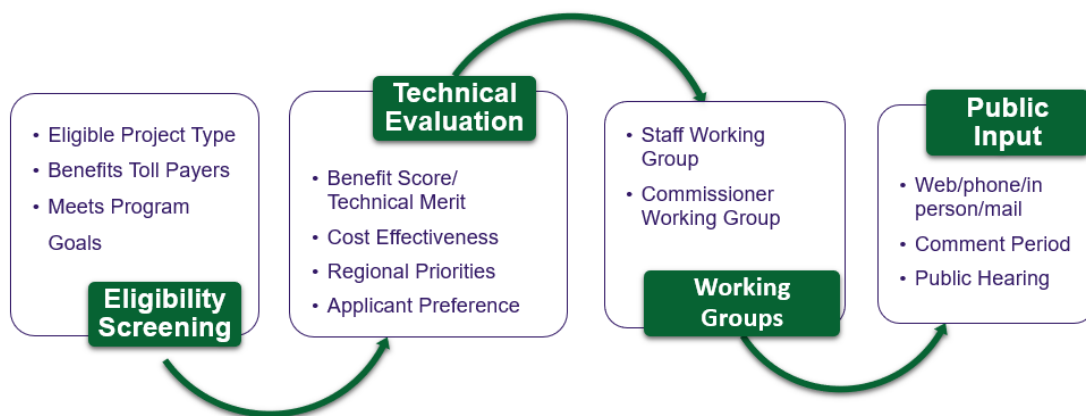 • Eligible Project Type
• Benefits Toll Payers
• Meets Program
Goals
Eligibility
Screening
Technical
Evaluation
• Benefit Score/
Technical Merit
• Cost Effectiveness
• Regional Priorities
• Applicant Preference
• Staff Working
Group
• Commissioner
Working Group
Working
Groups
Public
Input
• Web/phone/in
person/mail
• Comment Period
• Public Hearing